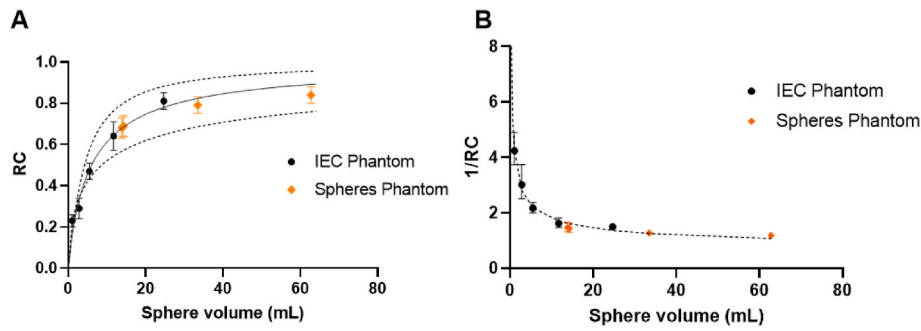 A
RC
1.0
0.8
0.6
0.4
0.2
0.0
0 20 40 60 80
Sphere volume (mL)
IEC Phantom
Spheres Phantom
B
1/RC
8
6
4
2
0
0 20 40 60 80
Sphere volume (mL)
IEC Phantom
Spheres Phantom